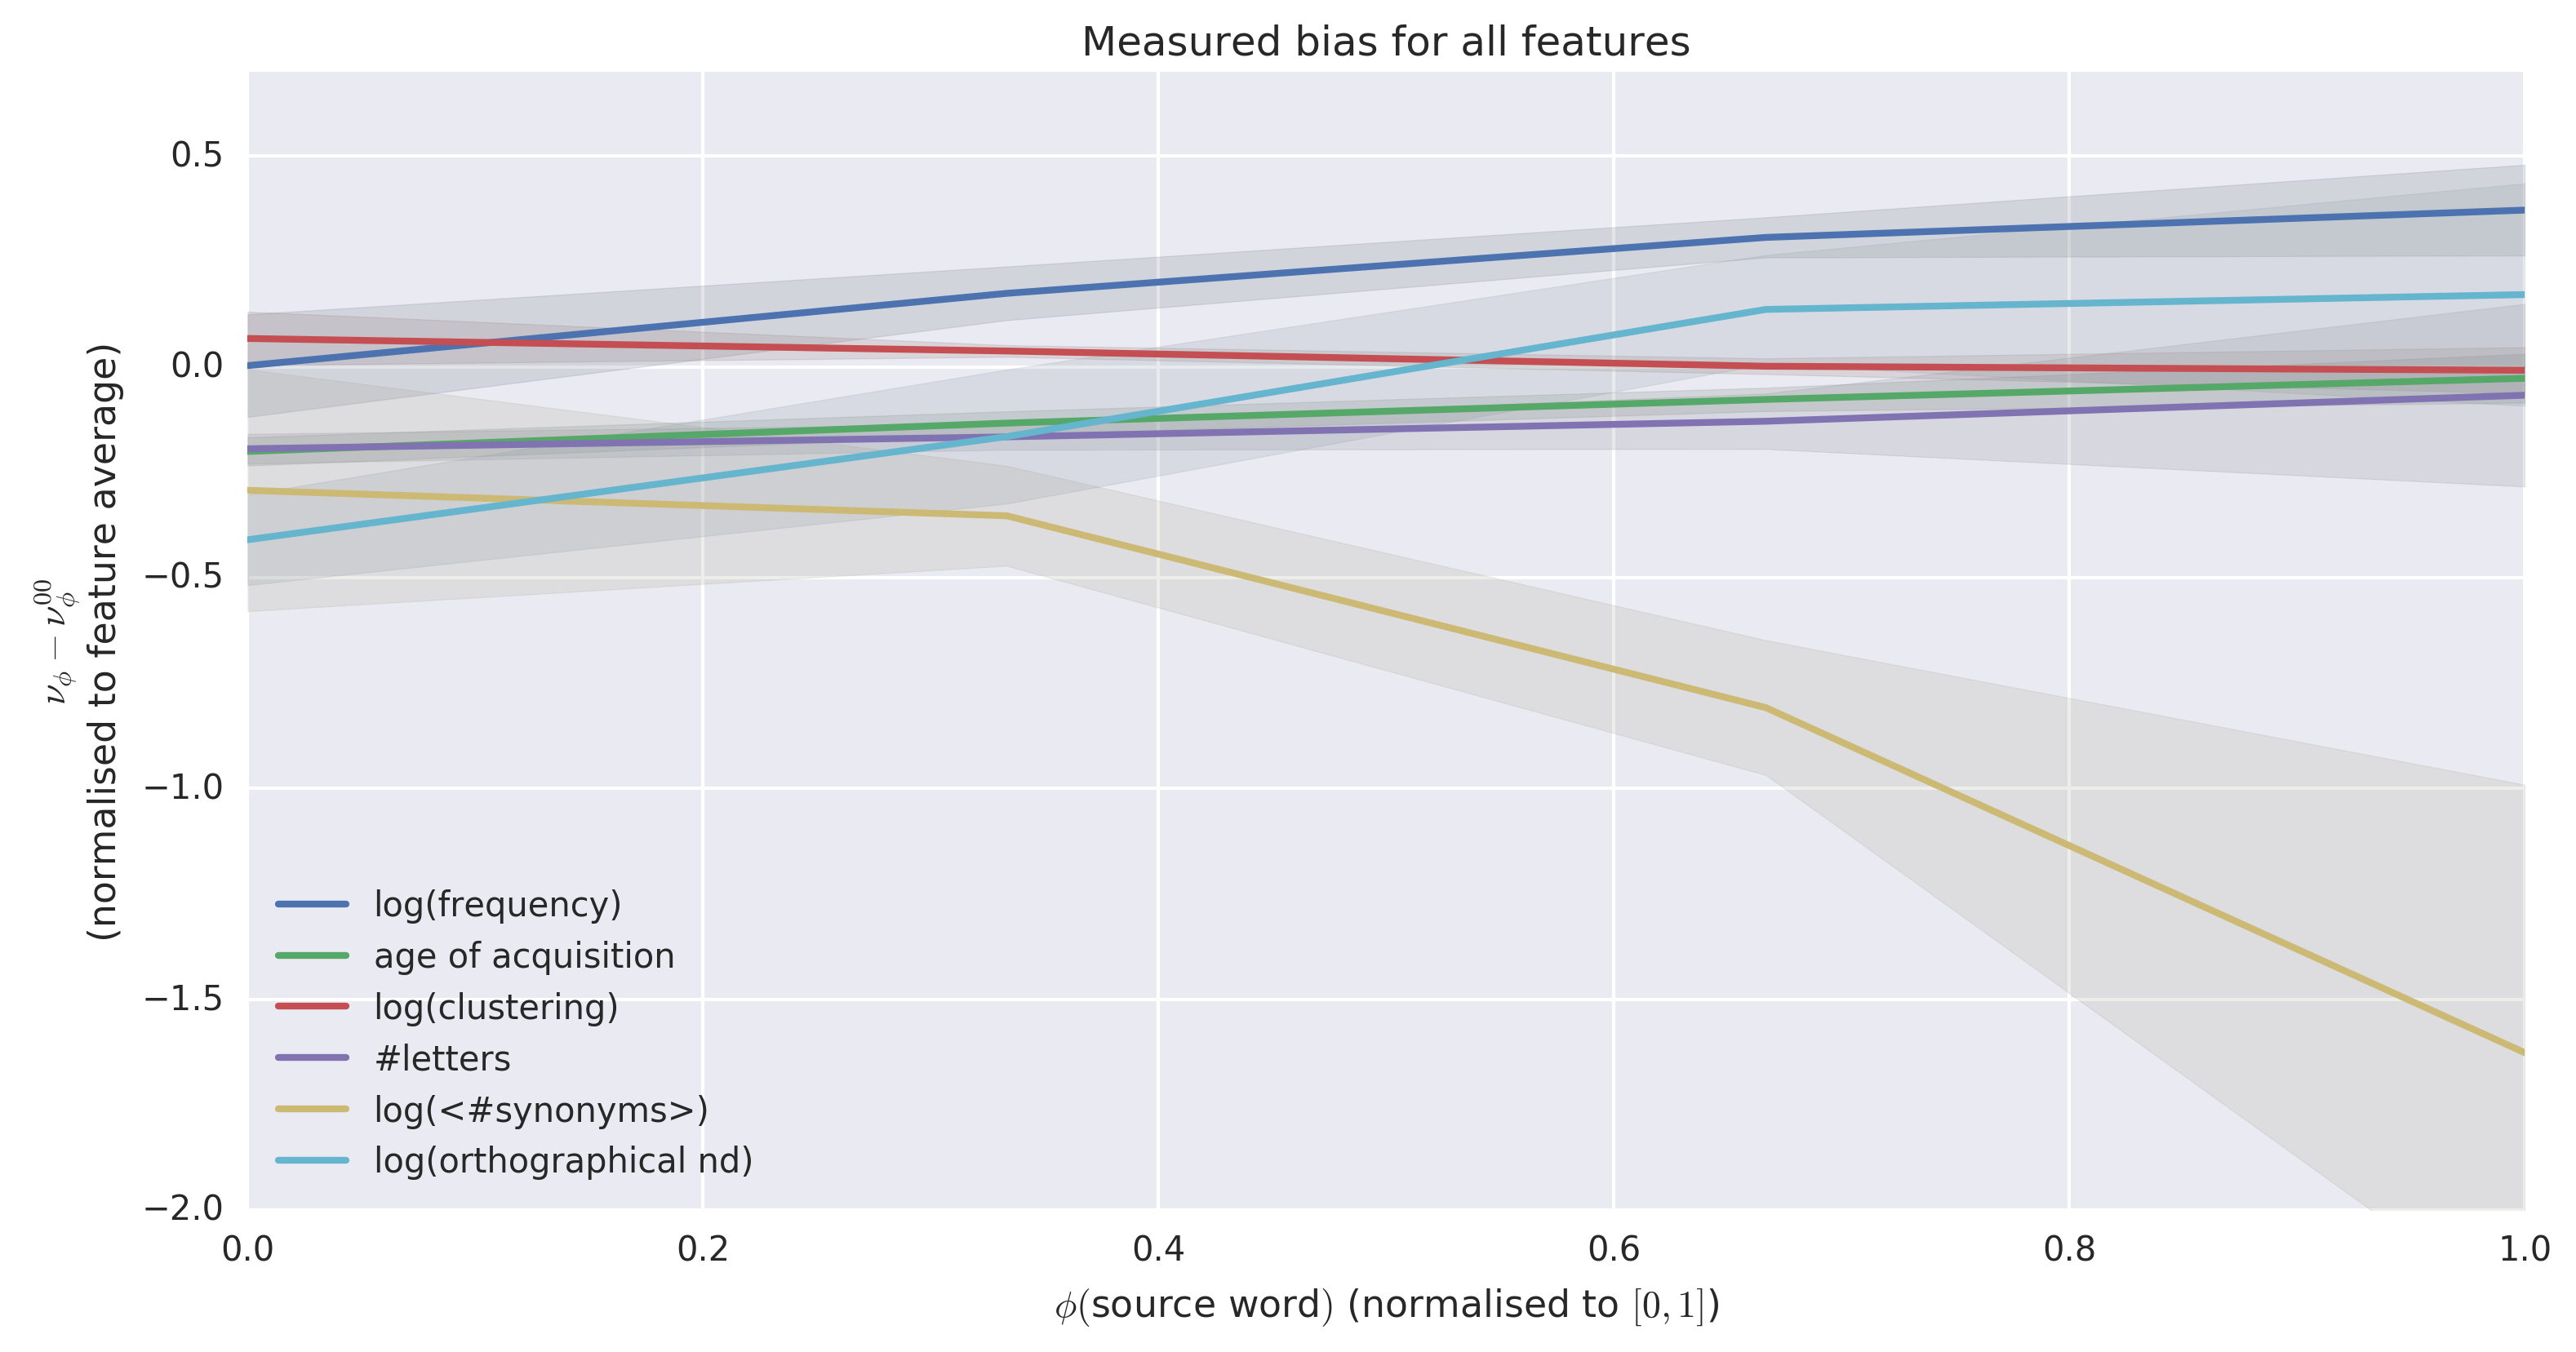 Measured bias for all features
ν_ϕ − ν_ϕ^00
(normalised to feature average)
0.5
0.0
−0.5
−1.0
−1.5
−2.0
log(frequency)
age of acquisition
log(clustering)
#letters
log(<#synonyms>)
log(orthographical nd)
0.0 0.2 0.4 0.6 0.8 1.0
ϕ(source word) (normalised to [0, 1])